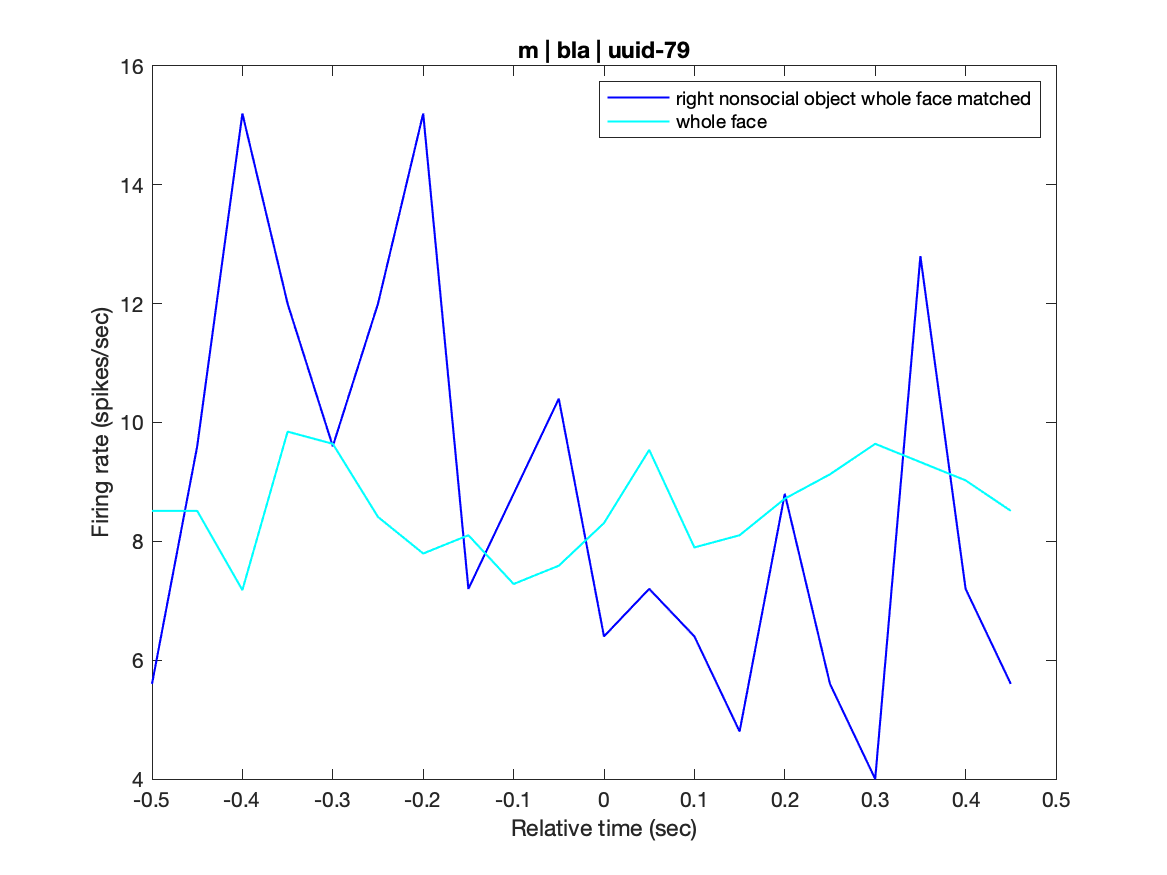 m | bla | uuid-79
right nonsocial object whole face matched
whole face
Firing rate (spikes/sec)
16
14
12
10
8
6
4
-0.5 -0.4 -0.3 -0.2 -0.1 0 0.1 0.2 0.3 0.4 0.5
Relative time (sec)